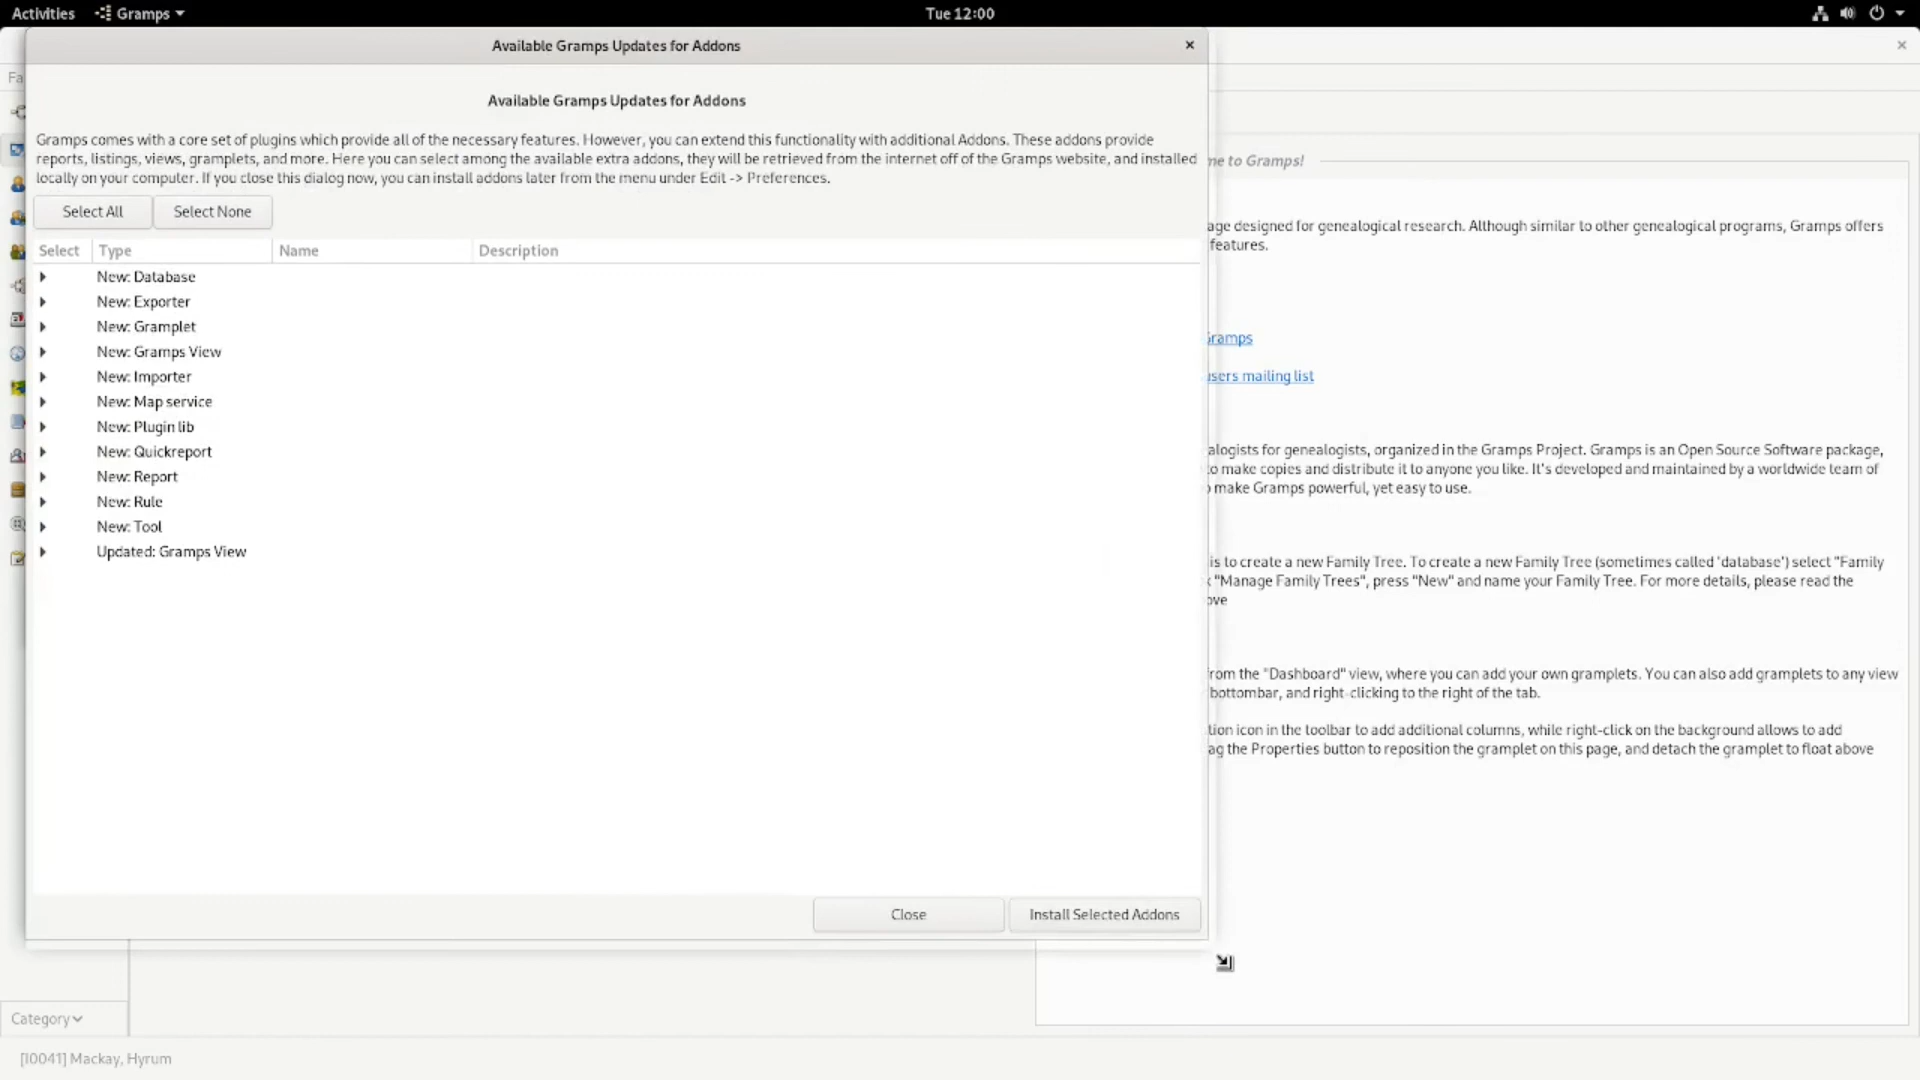 Activities Gramps Tue 12:00
Available Gramps Updates for Addons
Fa
Available Gramps Updates for Addons
Gramps comes with a core set of plugins which provide all of the necessary features. However, you can extend this functionality with additional Addons. These addons provide
reports, listings, views, gramplets, and more. Here you can select among the available extra addons, they will be retrieved from the internet off of the Gramps website, and installed
locally on your computer. If you close this dialog now, you can install addons later from the menu under Edit -> Preferences.
Select All Select None
Select Type Name Description
New: Database
New: Exporter
New: Gramplet
New: Gramps View
New: Importer
New: Map service
New: Plugin lib
New: Quickreport
New: Report
New: Rule
New: Tool
Updated: Gramps View
Close Install Selected Addons
me to Gramps!
age designed for genealogical research. Although similar to other genealogical programs, Gramps offers
features.
Gramps
users mailing list
alogists for genealogists, organized in the Gramps Project. Gramps is an Open Source Software package,
to make copies and distribute it to anyone you like. It's developed and maintained by a worldwide team of
make Gramps powerful, yet easy to use.
is to create a new Family Tree. To create a new Family Tree (sometimes called 'database') select "Family
"Manage Family Trees", press "New" and name your Family Tree. For more details, please read the
ove
from the "Dashboard" view, where you can add your own gramplets. You can also add gramplets to any view
bottombar, and right-clicking to the right of the tab.
tion icon in the toolbar to add additional columns, while right-click on the background allows to add
ag the Properties button to reposition the gramplet on this page, and detach the gramplet to float above
Category
[I0041] Mackay, Hyrum